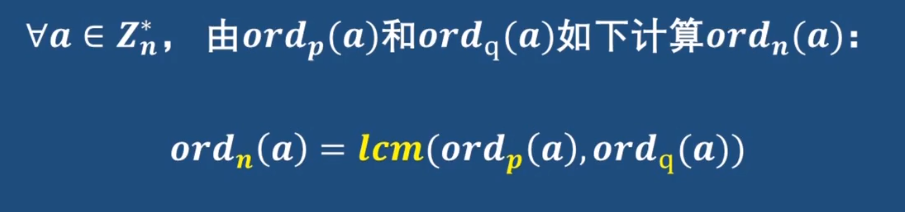 ∀a ∈ Z*ₙ， 由ordₚ(a)和ord_q(a)如下计算ordₙ(a)：
ordₙ(a) = lcm(ordₚ(a),ord_q(a))